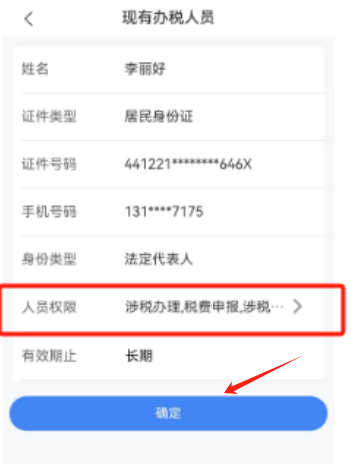 现有办税人员
姓名 李丽好
证件类型 居民身份证
证件号码 441221********646X
手机号码 131****7175
身份类型 法定代表人
人员权限 涉税办理,税费申报,涉税···
有效期止 长期
确定